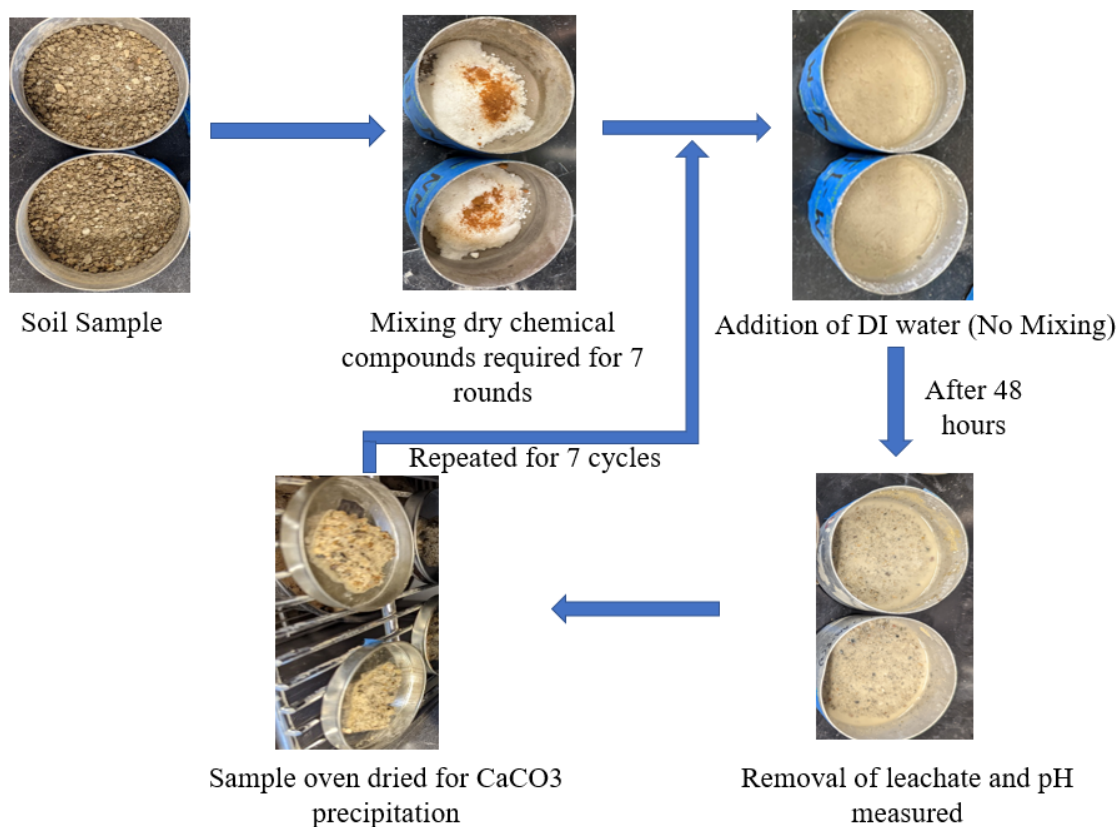 Soil Sample
Mixing dry chemical
compounds required for 7
rounds
Addition of DI water (No Mixing)
After 48
hours
Repeated for 7 cycles
Sample oven dried for CaCO3
precipitation
Removal of leachate and pH
measured